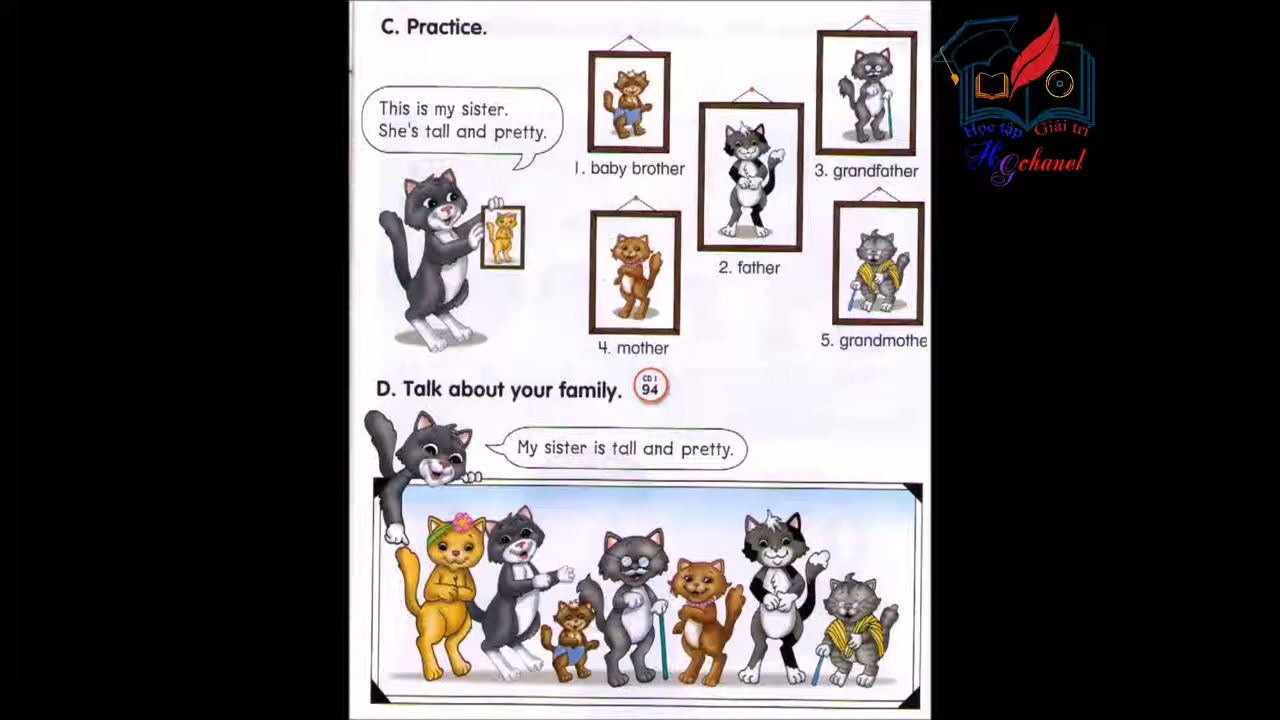 C. Practice.
This is my sister.
She's tall and pretty.
1. baby brother
2. father
3. grandfather
4. mother
5. grandmothe
D. Talk about your family.
CD 1
94
My sister is tall and pretty.
Học tập Giải trí
HGchanel